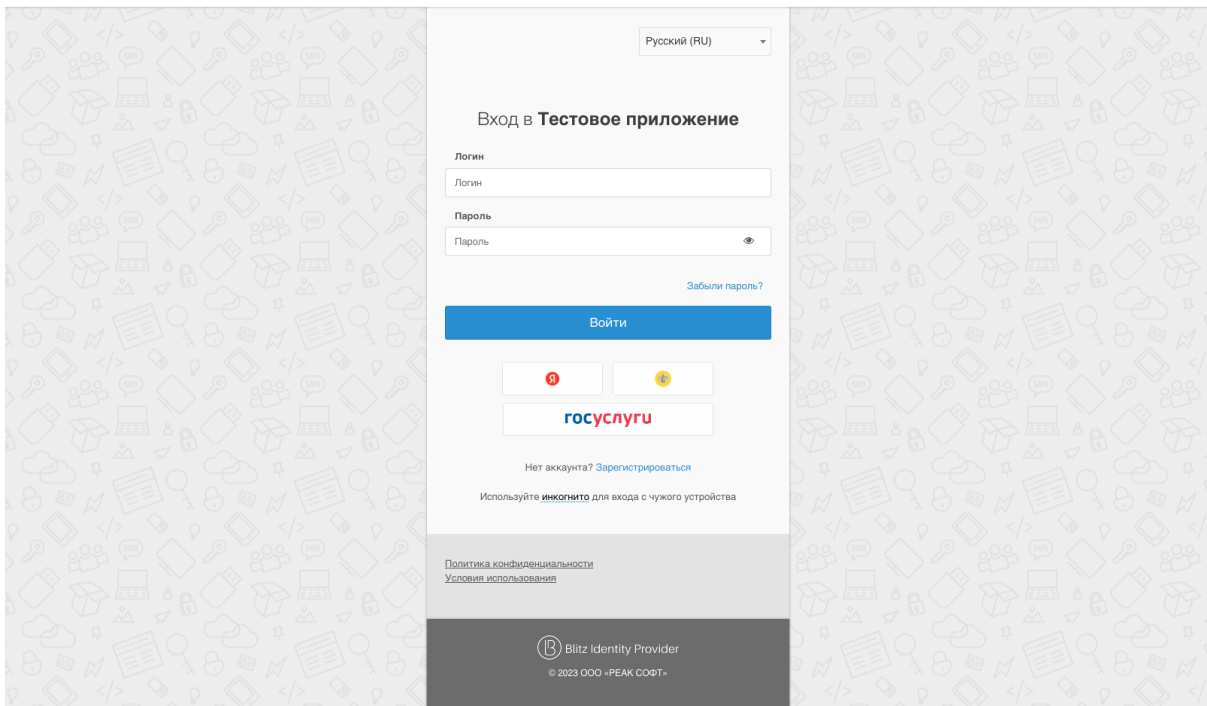 Русский (RU)
Вход в Тестовое приложение
Логин
Логин
Пароль
Пароль
Забыли пароль?
Войти
Я
госуслуги
Нет аккаунта? Зарегистрироваться
Используйте инкогнито для входа с чужого устройства
Политика конфиденциальности
Условия использования
B Blitz Identity Provider
© 2023 ООО «РЕАК СОФТ»